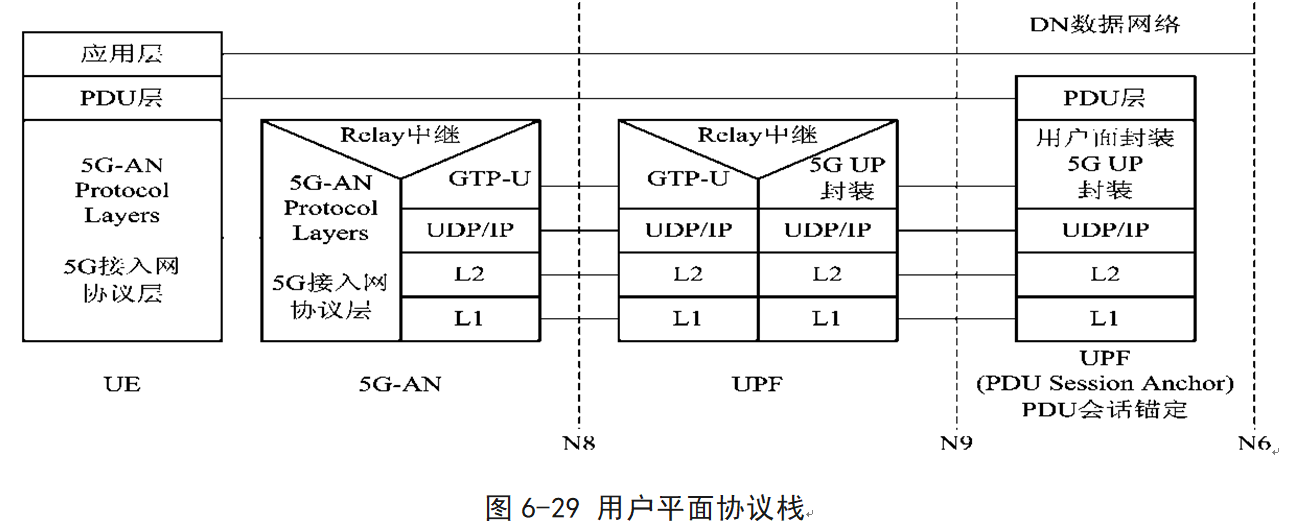 DN数据网络
应用层
PDU层
PDU层
Relay中继
Relay中继
用户面封装
5G UP
封装
5G-AN
Protocol
Layers
5G接入网
协议层
5G-AN
Protocol
Layers
5G接入网
协议层
GTP-U
GTP-U
5G UP
封装
UDP/IP
UDP/IP
UDP/IP
UDP/IP
L2
L2
L2
L2
L1
L1
L1
L1
UE
5G-AN
UPF
UPF
(PDU Session Anchor)
PDU会话锚定
N8
N9
N6
图 6-29 用户平面协议栈